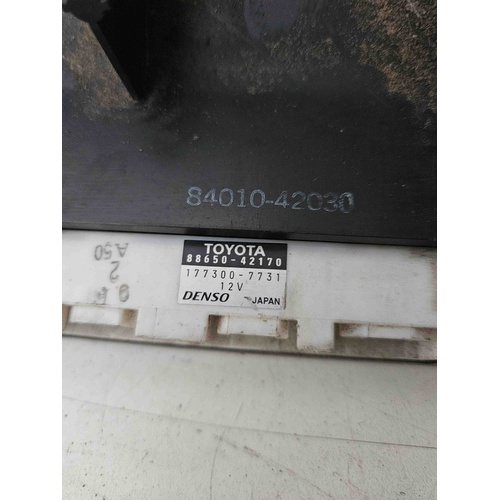 84010-42030
TOYOTA
88650-42170
177300-7731
12V
DENSO JAPAN
2
A50